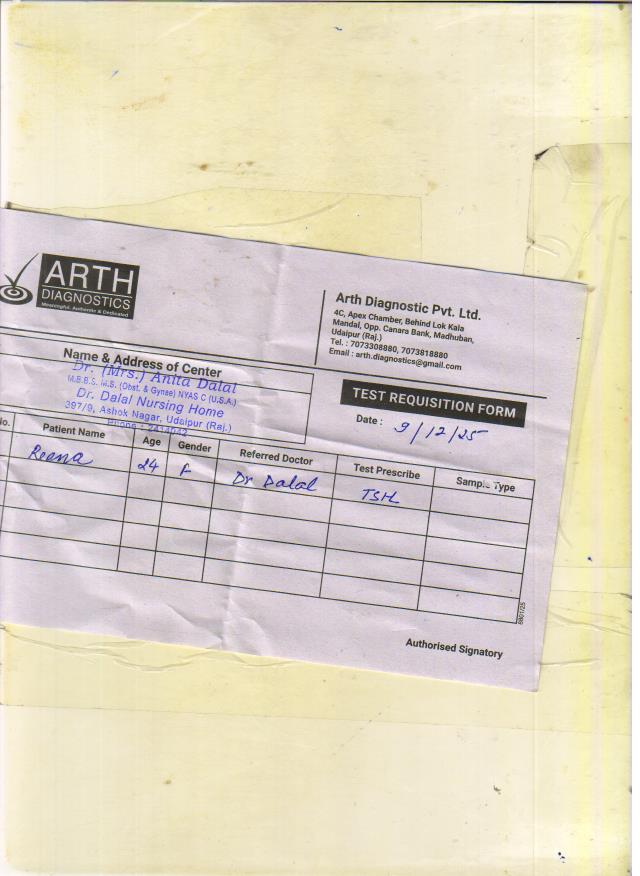 ARTH
DIAGNOSTICS
Meaningful, Authentic & Dedicated
Arth Diagnostic Pvt. Ltd.
4C, Apex Chamber, Behind Lok Kala
Mandal, Opp. Canara Bank, Madhuban,
Udaipur (Raj.)
Tel. : 7073308880, 7073818880
Email : arth.diagnostics@gmail.com
Name & Address of Center
Dr. (Mrs.) Anita Dalal
M.B.B.S. M.S. (Obst. & Gynae) NYAS C (U.S.A.)
Dr. Dalal Nursing Home
397/9, Ashok Nagar, Udaipur (Raj.)
Phone : 2414042
TEST REQUISITION FORM
Date : 9/12/25
No. Patient Name Age Gender Referred Doctor Test Prescribe Sample Type
Reena 24 F Dr Dalal TSH
Authorised Signatory